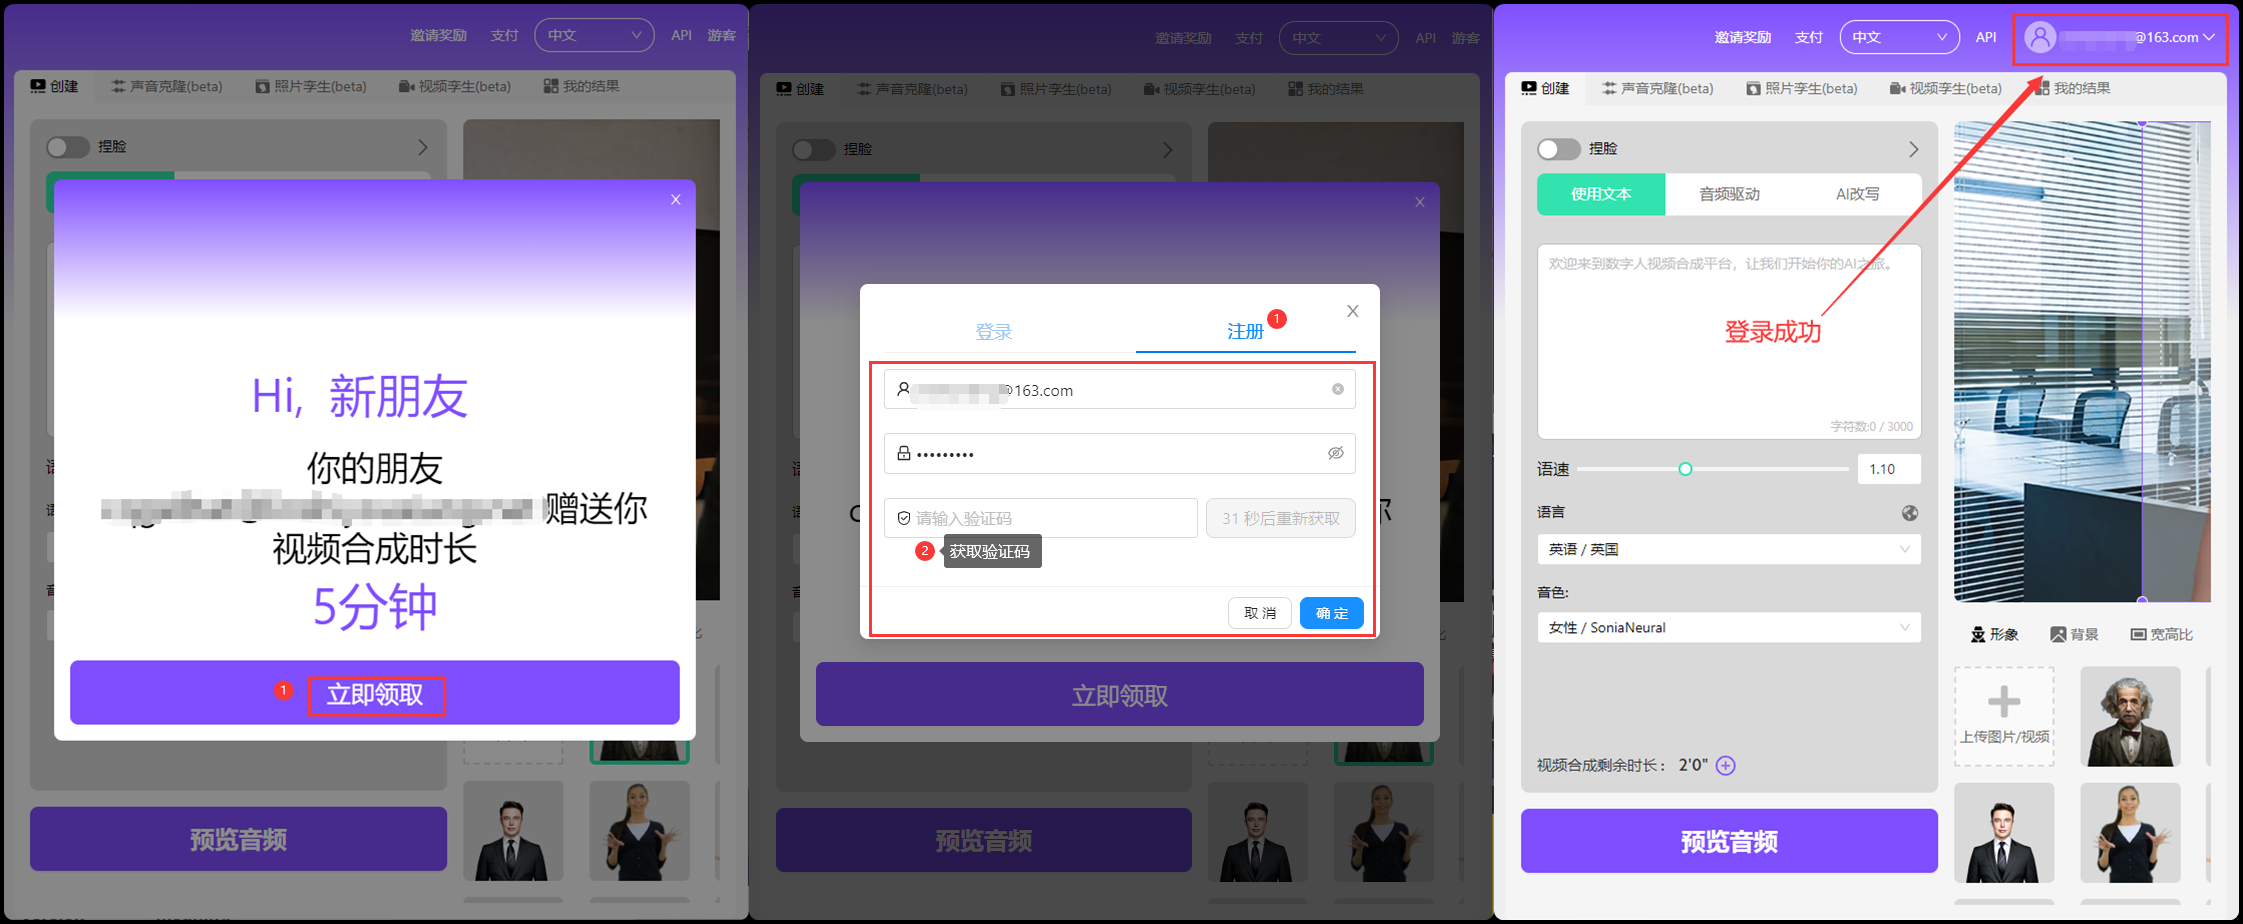 邀请奖励 支付 中文 API 游客
创建 声音克隆(beta) 照片孪生(beta) 视频孪生(beta) 我的结果
捏脸
X
Hi, 新朋友
你的朋友
赠送你
视频合成时长
5分钟
1 立即领取
预览音频
邀请奖励 支付 中文 API 游客
创建 声音克隆(beta) 照片孪生(beta) 视频孪生(beta) 我的结果
捏脸
登录 注册 1
@163.com
请输入验证码 31 秒后重新获取
2 获取验证码
取 消 确 定
立即领取
预览音频
邀请奖励 支付 中文 API @163.com
创建 声音克隆(beta) 照片孪生(beta) 视频孪生(beta) 我的结果
捏脸
使用文本 音频驱动 AI改写
欢迎来到数字人视频合成平台，让我们开始你的AI之旅。
登录成功
字符数:0 / 3000
语速 1.10
语言
英语 / 英国
音色:
女性 / SoniaNeural
形象 背景 宽高比
上传图片/视频
视频合成剩余时长： 2'0"
预览音频